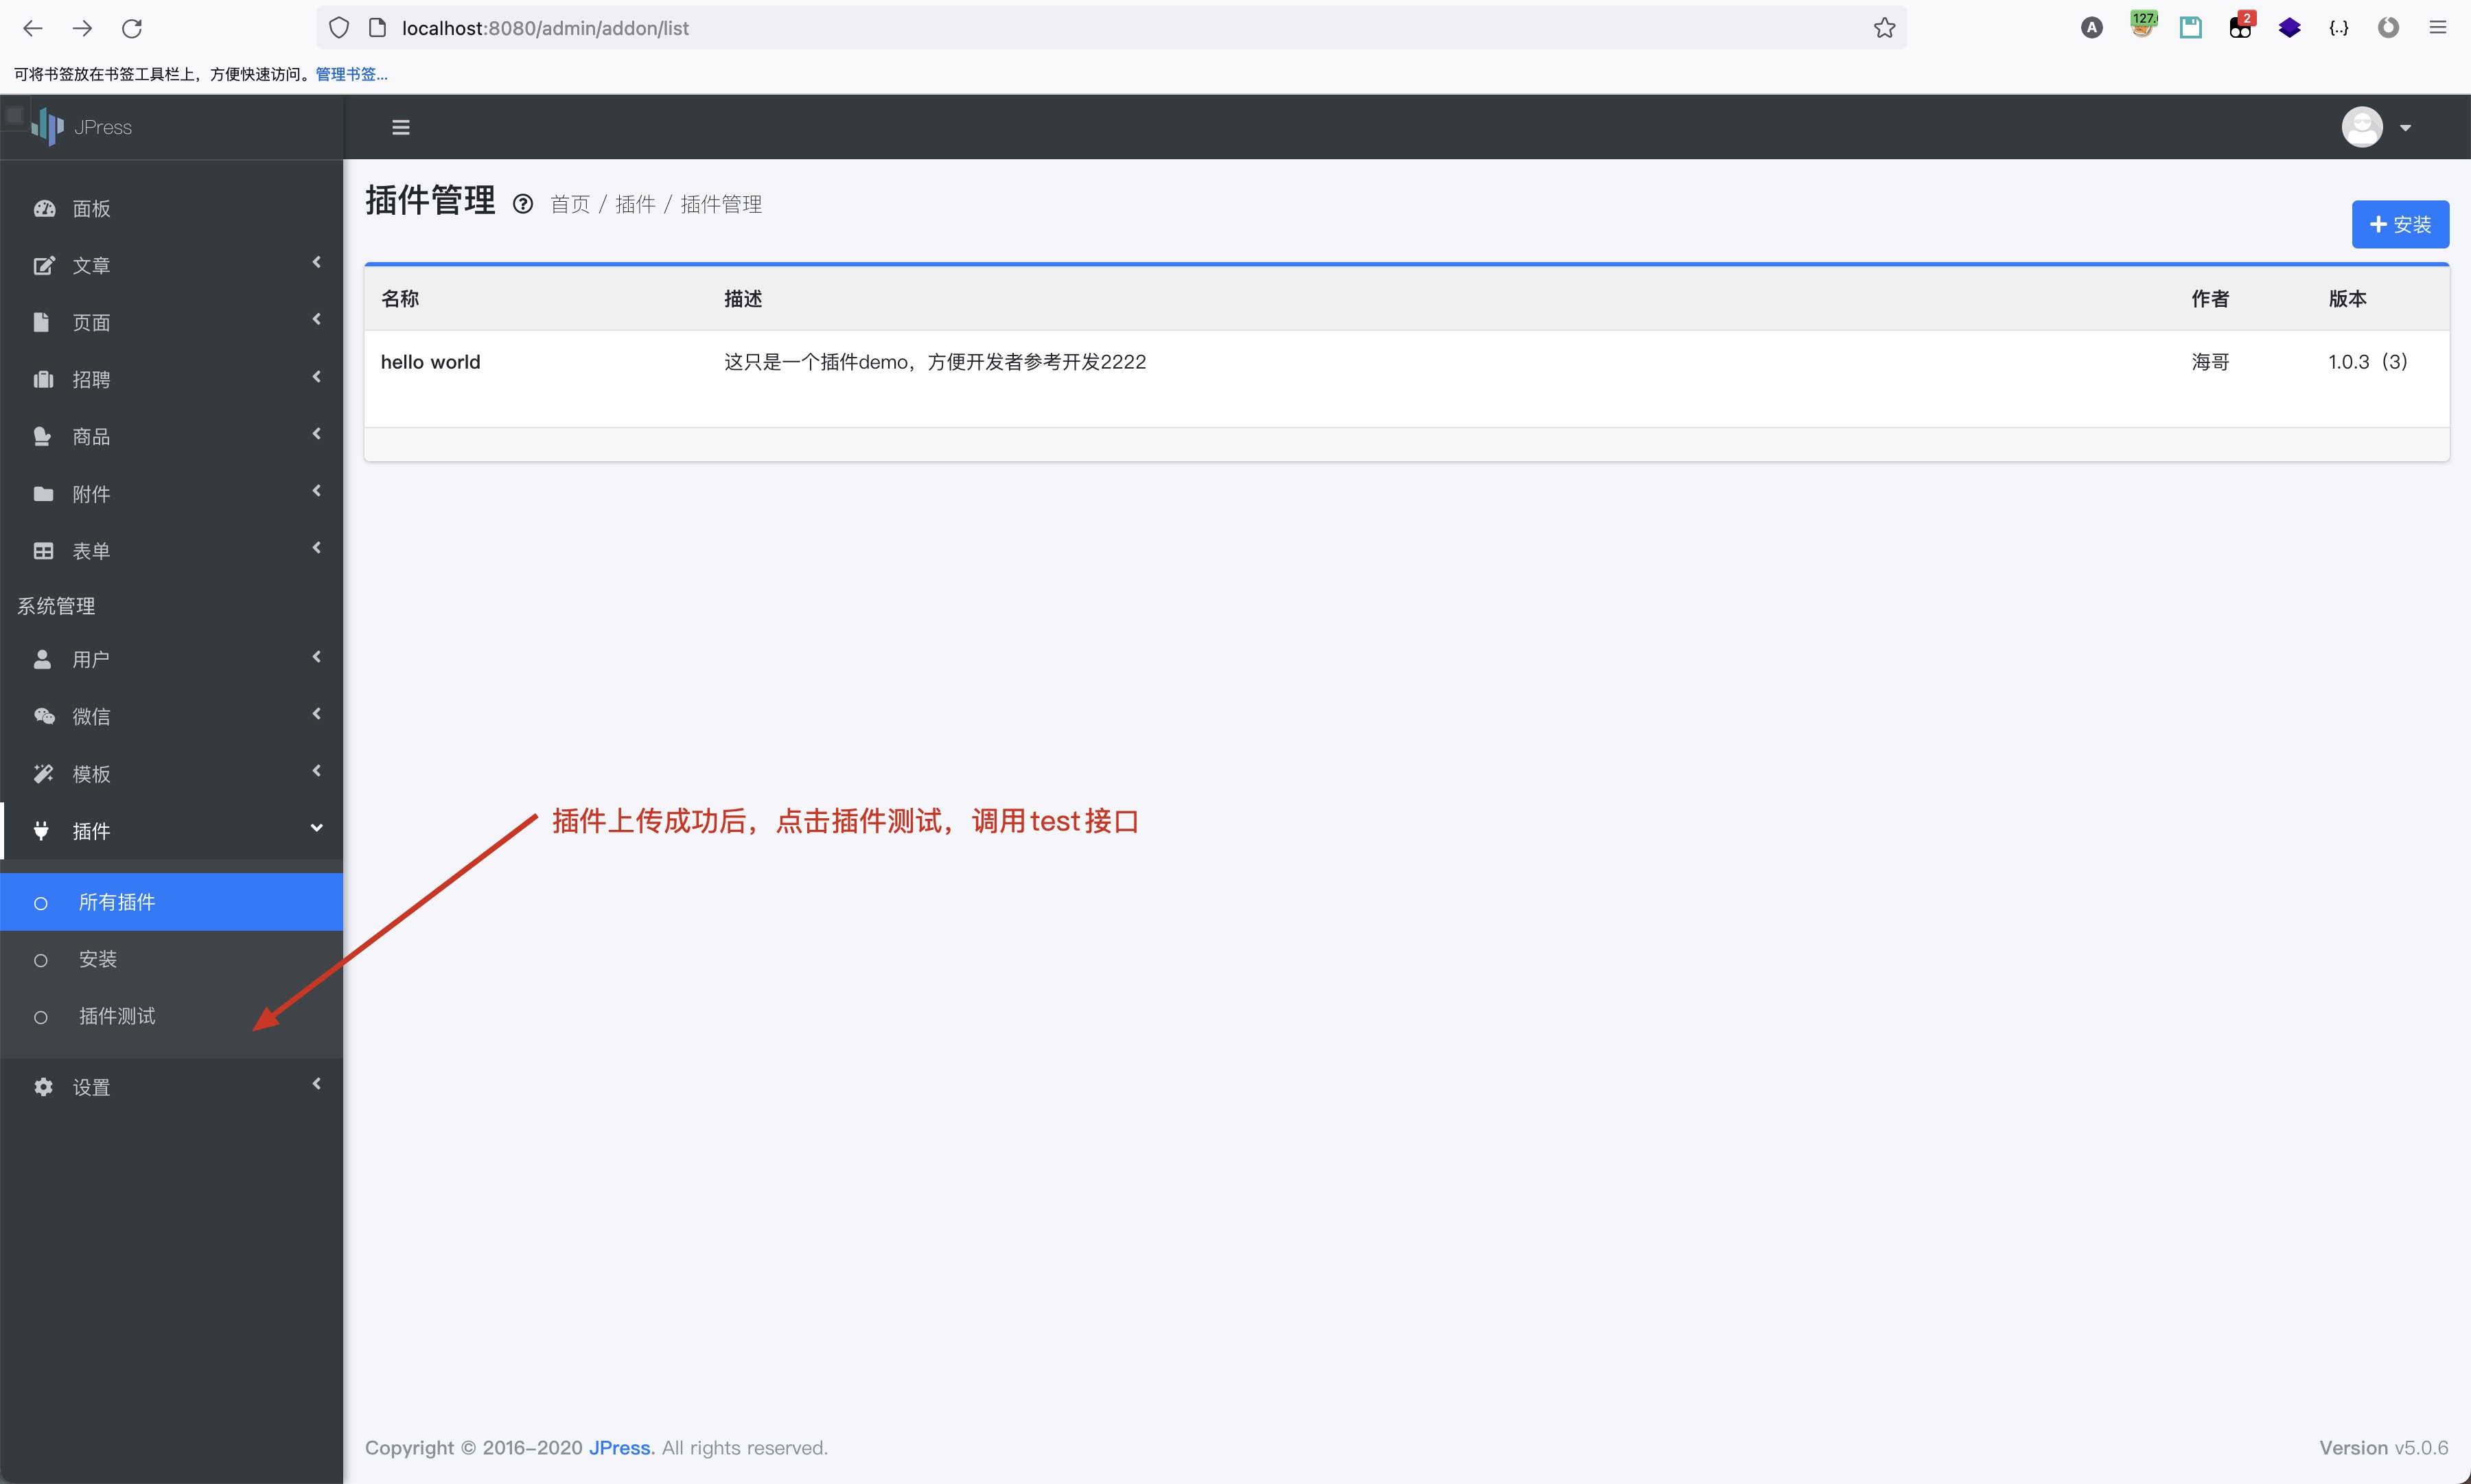 localhost:8080/admin/addon/list
A
127.
2
{..}
可将书签放在书签工具栏上，方便快速访问。管理书签...
JPress
面板
文章
页面
招聘
商品
附件
表单
系统管理
用户
微信
模板
插件
所有插件
安装
插件测试
设置
插件管理 首页 / 插件 / 插件管理
安装
名称 描述 作者 版本
hello world 这只是一个插件demo，方便开发者参考开发2222 海哥 1.0.3（3）
插件上传成功后，点击插件测试，调用test接口
Copyright © 2016-2020 JPress. All rights reserved. Version v5.0.6